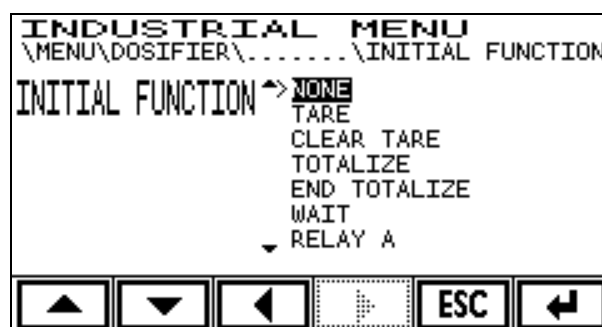 INDUSTRIAL MENU
\MENU\DOSIFIER\.......\INITIAL FUNCTION
INITIAL FUNCTION
NONE
TARE
CLEAR TARE
TOTALIZE
END TOTALIZE
WAIT
RELAY A
ESC